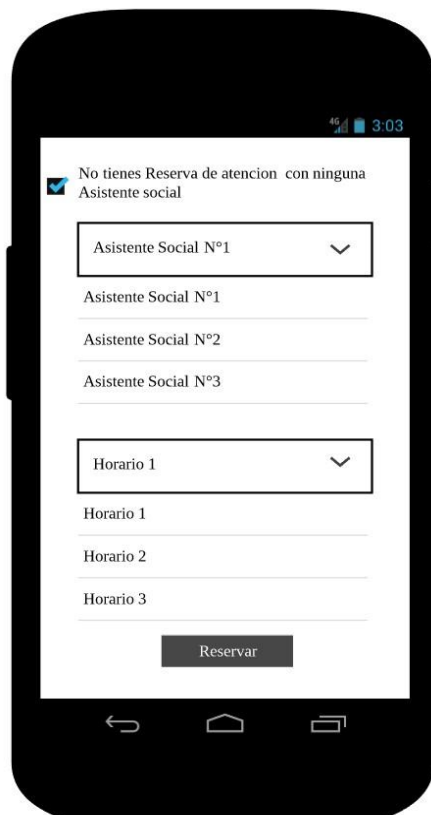 4G 3:03
No tienes Reserva de atencion con ninguna
Asistente social
Asistente Social N°1
Asistente Social N°1
Asistente Social N°2
Asistente Social N°3
Horario 1
Horario 1
Horario 2
Horario 3
Reservar